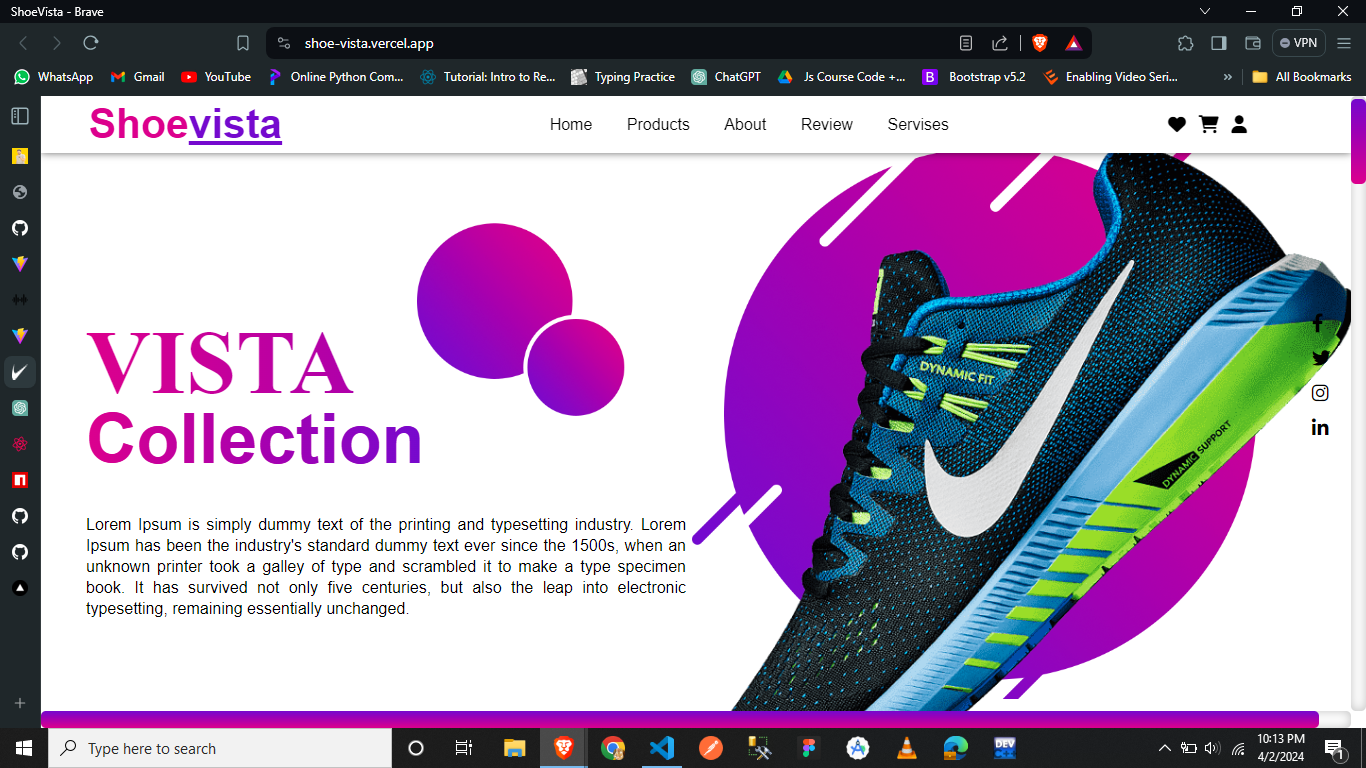 ShoeVista - Brave
shoe-vista.vercel.app
VPN
WhatsApp
Gmail
YouTube
Online Python Com...
Tutorial: Intro to Re...
Typing Practice
ChatGPT
Js Course Code +...
B
Bootstrap v5.2
Enabling Video Seri...
»
All Bookmarks
Shoevista
Home
Products
About
Review
Servises
VISTA
Collection
DYNAMIC FIT
DYNAMIC SUPPORT
Lorem Ipsum is simply dummy text of the printing and typesetting industry. Lorem
Ipsum has been the industry's standard dummy text ever since the 1500s, when an
unknown printer took a galley of type and scrambled it to make a type specimen
book. It has survived not only five centuries, but also the leap into electronic
typesetting, remaining essentially unchanged.
in
Type here to search
DEV
C++
10:13 PM
4/2/2024
1